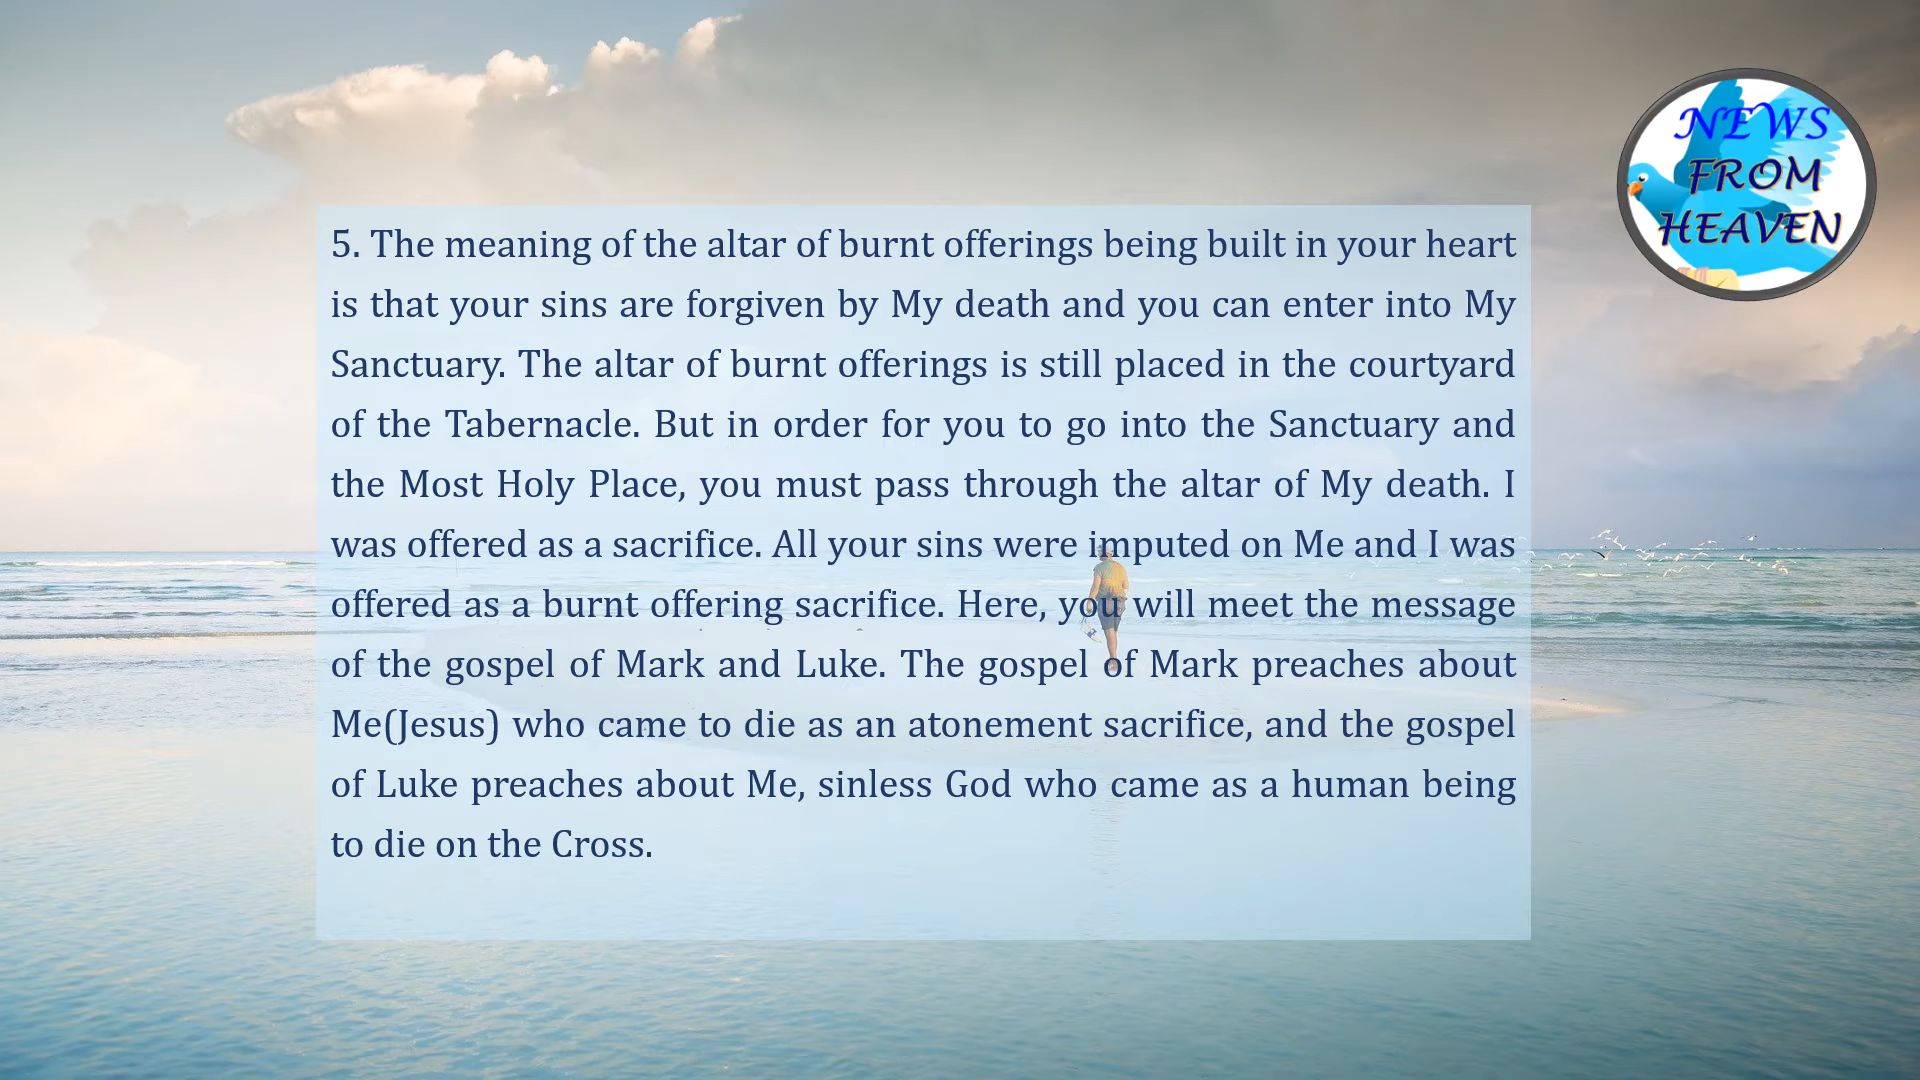 NEWS
FROM
HEAVEN
5. The meaning of the altar of burnt offerings being built in your heart
is that your sins are forgiven by My death and you can enter into My
Sanctuary. The altar of burnt offerings is still placed in the courtyard
of the Tabernacle. But in order for you to go into the Sanctuary and
the Most Holy Place, you must pass through the altar of My death. I
was offered as a sacrifice. All your sins were imputed on Me and I was
offered as a burnt offering sacrifice. Here, you will meet the message
of the gospel of Mark and Luke. The gospel of Mark preaches about
Me(Jesus) who came to die as an atonement sacrifice, and the gospel
of Luke preaches about Me, sinless God who came as a human being
to die on the Cross.